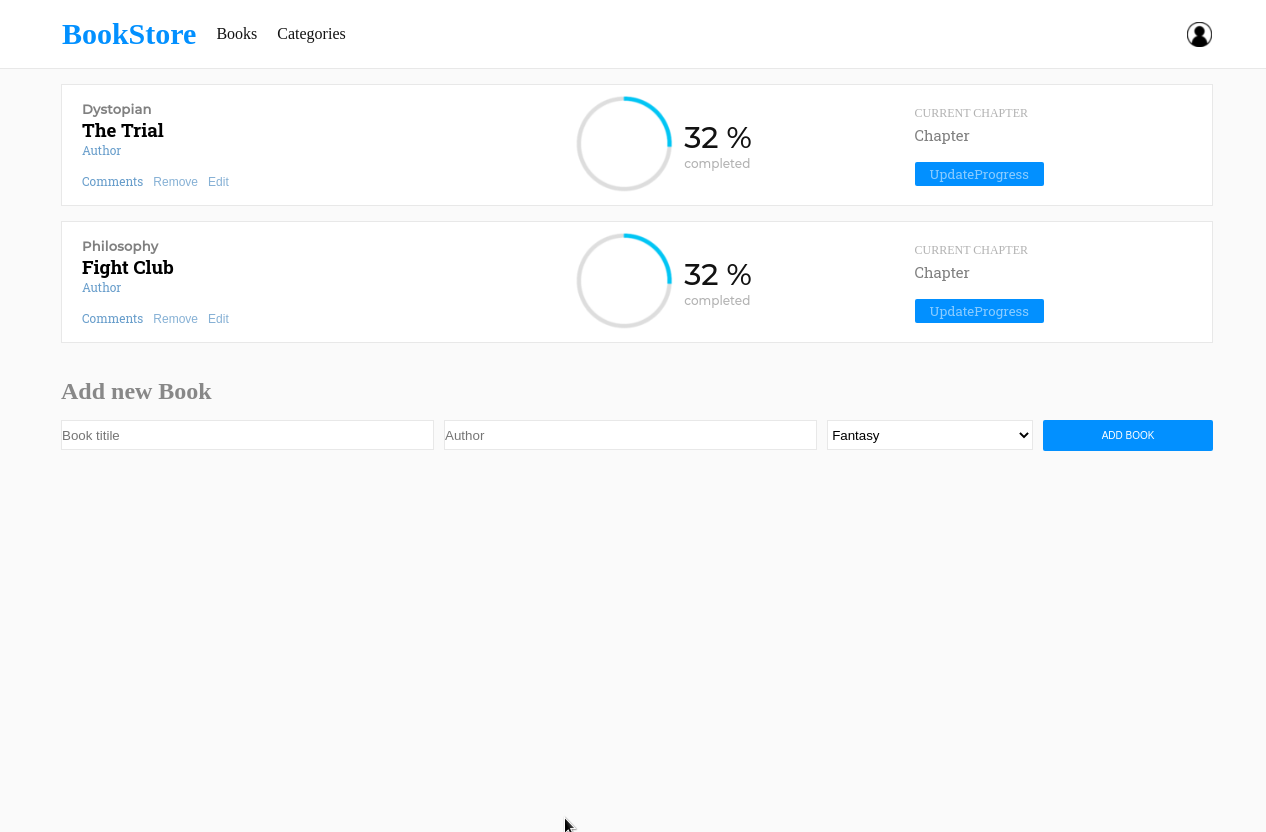 BookStore Books Categories
Dystopian
The Trial
Author
Comments Remove Edit
32 %
completed
CURRENT CHAPTER
Chapter
UpdateProgress
Philosophy
Fight Club
Author
Comments Remove Edit
32 %
completed
CURRENT CHAPTER
Chapter
UpdateProgress
Add new Book
Book titile Author Fantasy ADD BOOK